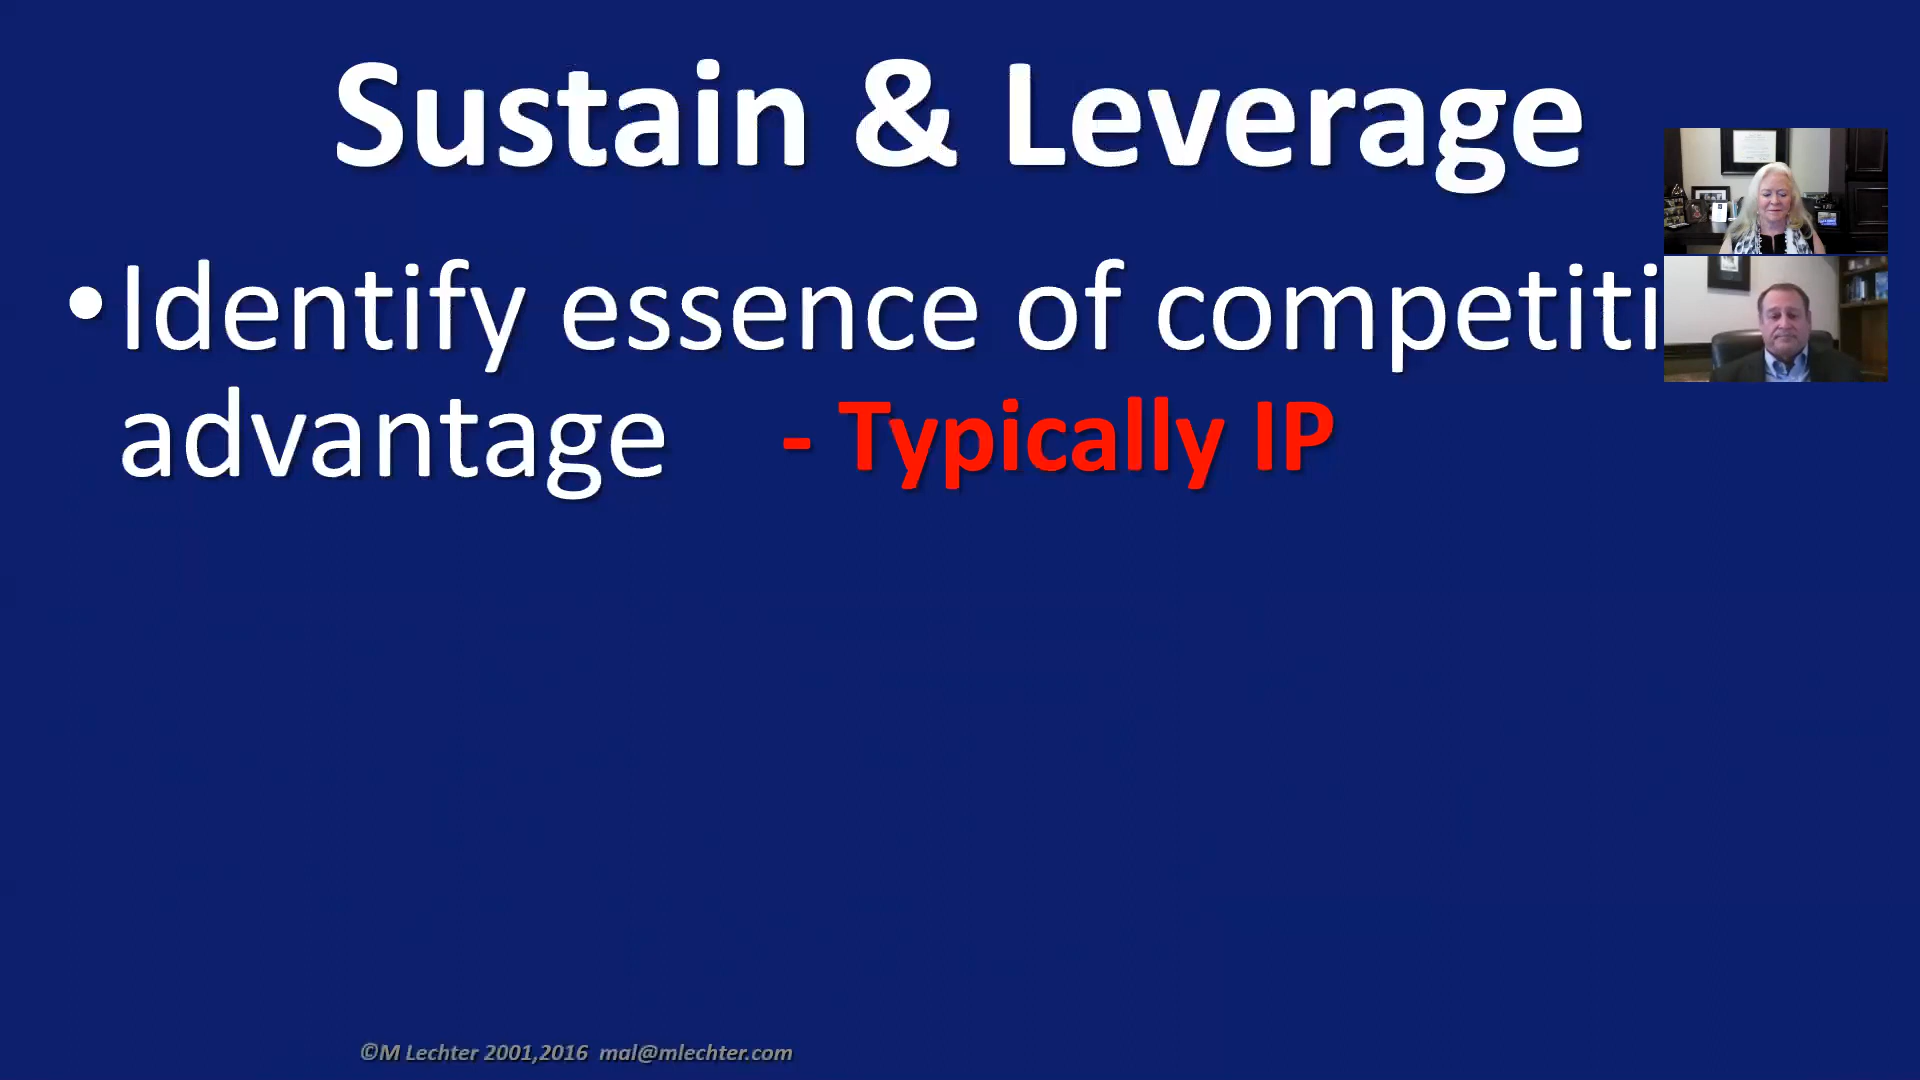 Sustain & Leverage
•Identify essence of competiti
advantage - Typically IP
©M Lechter 2001,2016 mal@mlechter.com